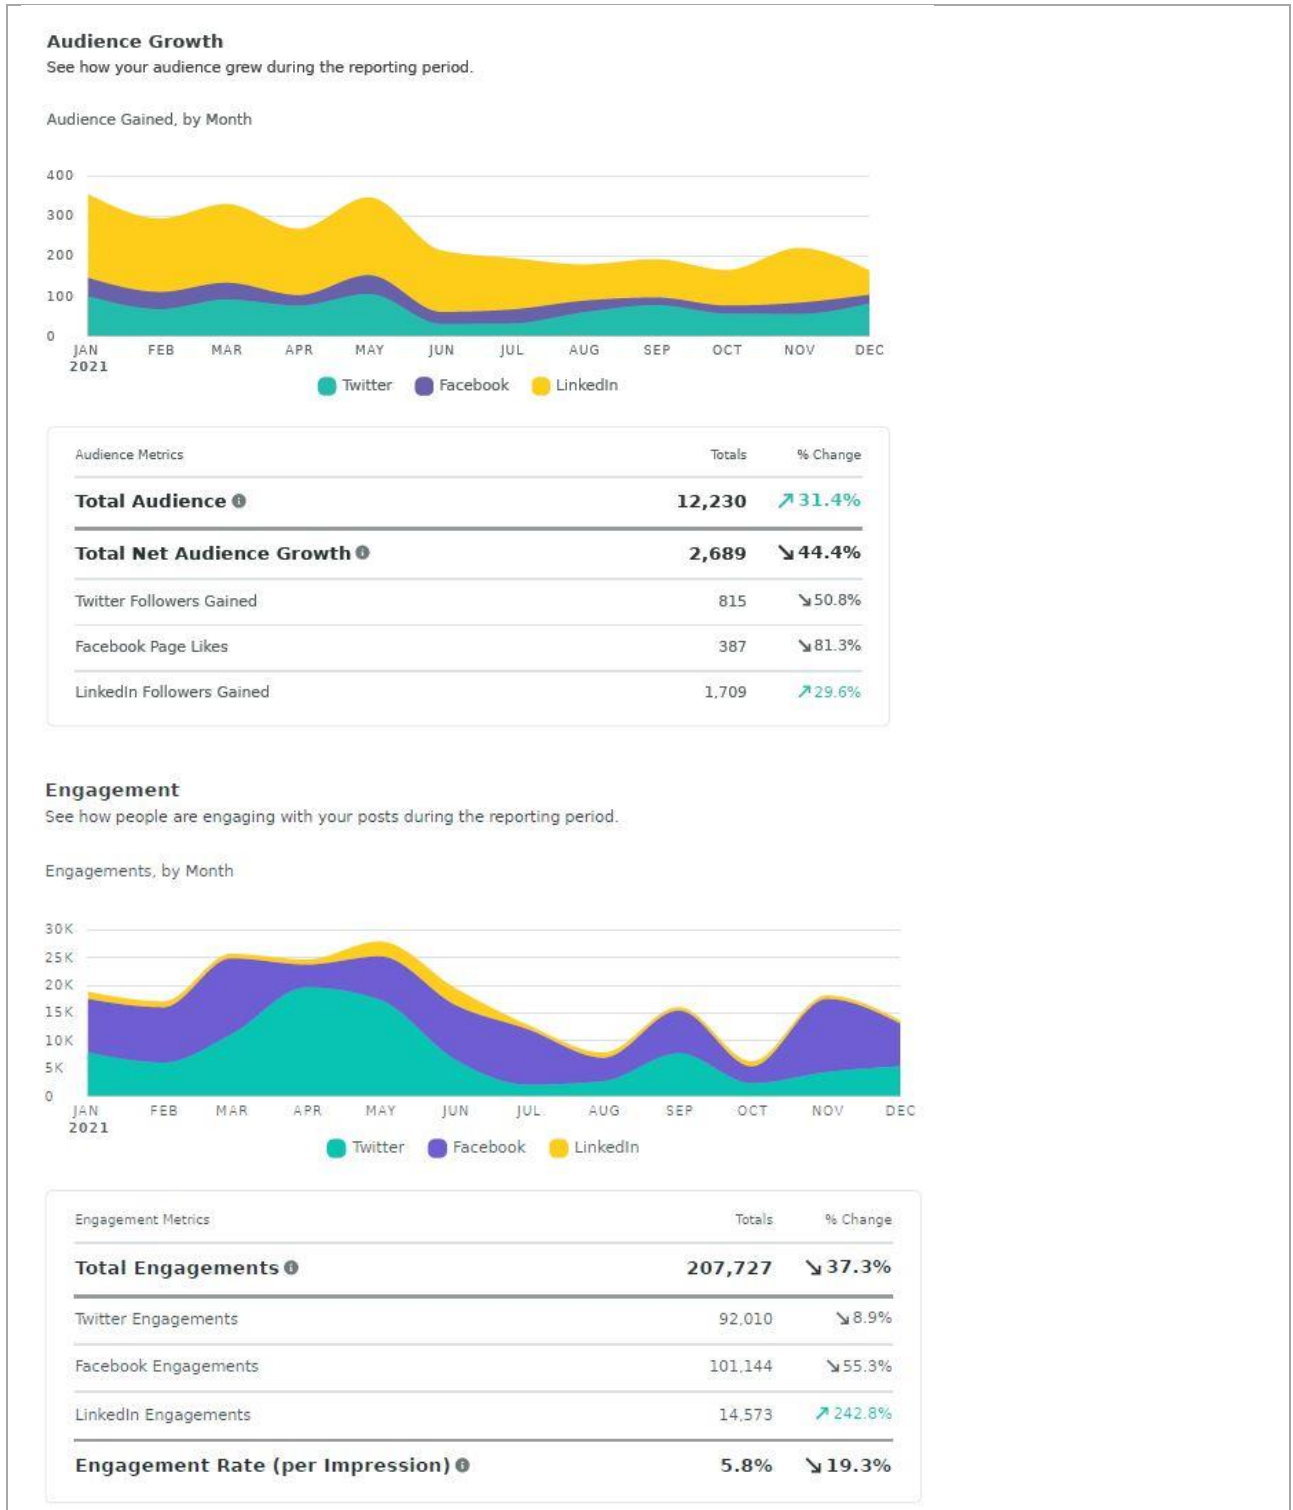 Audience Growth
See how your audience grew during the reporting period.
Audience Gained, by Month
400
300
200
100
0
JAN FEB MAR APR MAY JUN JUL AUG SEP OCT NOV DEC
2021
Twitter Facebook LinkedIn
Audience Metrics Totals % Change
Total Audience 12,230 ↗31.4%
Total Net Audience Growth 2,689 ↘44.4%
Twitter Followers Gained 815 ↘50.8%
Facebook Page Likes 387 ↘81.3%
LinkedIn Followers Gained 1,709 ↗29.6%
Engagement
See how people are engaging with your posts during the reporting period.
Engagements, by Month
30K
25K
20K
15K
10K
5K
0
JAN FEB MAR APR MAY JUN JUL AUG SEP OCT NOV DEC
2021
Twitter Facebook LinkedIn
Engagement Metrics Totals % Change
Total Engagements 207,727 ↘37.3%
Twitter Engagements 92,010 ↘8.9%
Facebook Engagements 101,144 ↘55.3%
LinkedIn Engagements 14,573 ↗242.8%
Engagement Rate (per Impression) 5.8% ↘19.3%